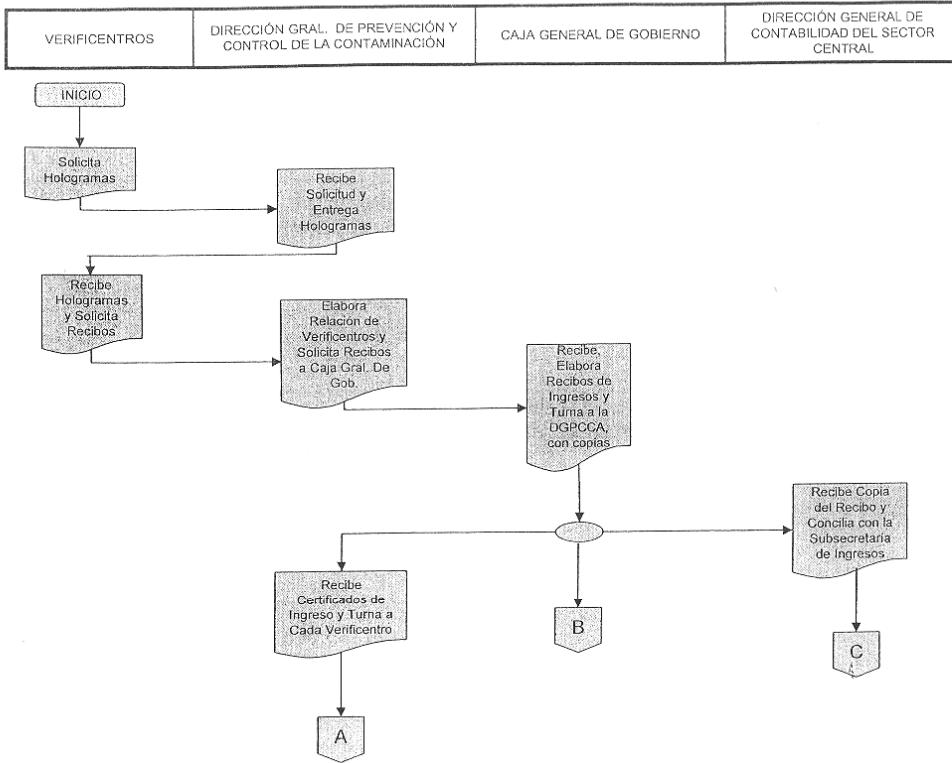 VERIFICENTROS
DIRECCIÓN GRAL. DE PREVENCIÓN Y
CONTROL DE LA CONTAMINACIÓN
CAJA GENERAL DE GOBIERNO
DIRECCIÓN GENERAL DE
CONTABILIDAD DEL SECTOR
CENTRAL
INICIO
Solicita
Hologramas
Recibe
Solicitud y
Entrega
Hologramas
Recibe
Hologramas
y Solicita
Recibos
Elabora
Relación de
Verificentros y
Solicita Recibos
a Caja Gral. De
Gob.
Recibe,
Elabora
Recibos de
Ingresos y
Turna a la
DGPCCA,
con copias
Recibe Copia
del Recibo y
Concilia con la
Subsecretaría
de Ingresos
Recibe
Certificados de
Ingreso y Turna a
Cada Verificentro
B
C
A